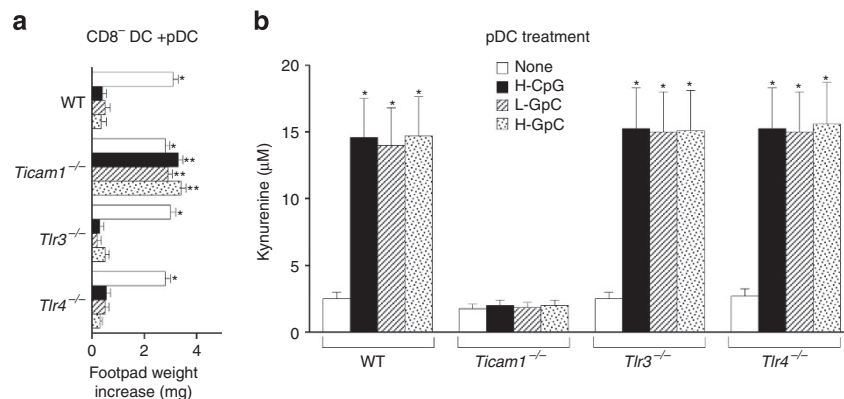 a
CD8⁻ DC +pDC
WT
*
Ticam1⁻/⁻
*
**
**
**
Tlr3⁻/⁻
*
Tlr4⁻/⁻
*
0 2 4
Footpad weight
increase (mg)
b
pDC treatment
None
H-CpG
L-GpC
H-GpC
Kynurenine (μM)
20
15
10
5
0
* * *
* * *
* * *
WT Ticam1⁻/⁻ Tlr3⁻/⁻ Tlr4⁻/⁻